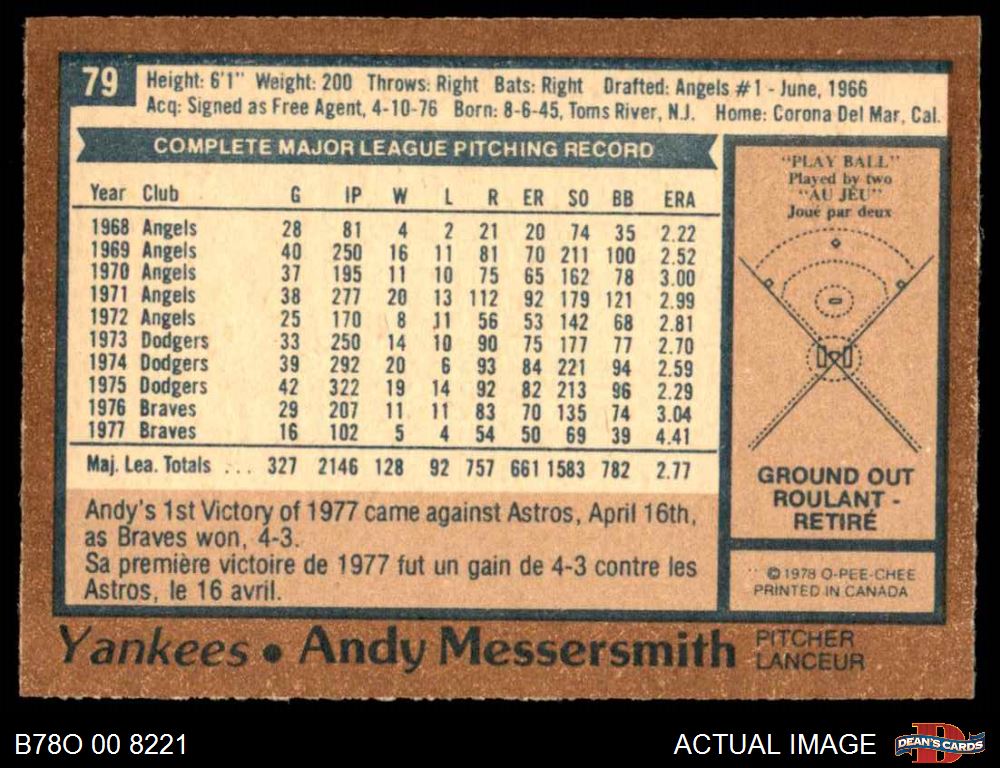 79
Height: 6'1" Weight: 200 Throws: Right Bats: Right Drafted: Angels #1 - June, 1966
Acq: Signed as Free Agent, 4-10-76 Born: 8-6-45, Toms River, N.J. Home: Corona Del Mar, Cal.
COMPLETE MAJOR LEAGUE PITCHING RECORD
Year Club G IP W L R ER SO BB ERA
1968 Angels 28 81 4 2 21 20 74 35 2.22
1969 Angels 40 250 16 11 81 70 211 100 2.52
1970 Angels 37 195 11 10 75 65 162 78 3.00
1971 Angels 38 277 20 13 112 92 179 121 2.99
1972 Angels 25 170 8 11 56 53 142 68 2.81
1973 Dodgers 33 250 14 10 90 75 177 77 2.70
1974 Dodgers 39 292 20 6 93 84 221 94 2.59
1975 Dodgers 42 322 19 14 92 82 213 96 2.29
1976 Braves 29 207 11 11 83 70 135 74 3.04
1977 Braves 16 102 5 4 54 50 69 39 4.41
Maj. Lea. Totals ... 327 2146 128 92 757 661 1583 782 2.77
Andy's 1st Victory of 1977 came against Astros, April 16th,
as Braves won, 4-3.
Sa première victoire de 1977 fut un gain de 4-3 contre les
Astros, le 16 avril.
"PLAY BALL"
Played by two
"AU JEU"
Joué par deux
GROUND OUT
ROULANT -
RETIRÉ
©1978 O-PEE-CHEE
PRINTED IN CANADA
Yankees • Andy Messersmith
PITCHER
LANCEUR
B78O 00 8221
ACTUAL IMAGE
D
DEAN'S CARDS